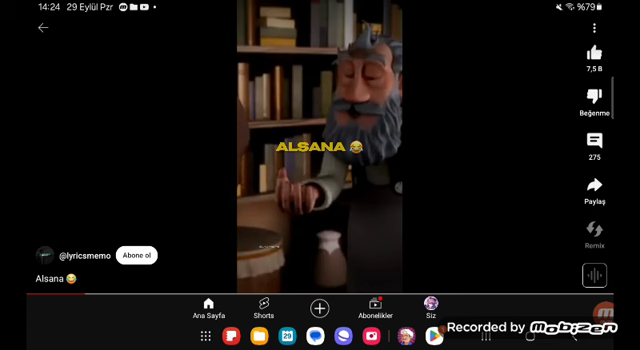 14:24 29 Eylül Pzr
%79
7,5 B
Beğenme
ALSANA 😂
275
Paylaş
Remix
@lyricsmemo Abone ol
Alsana 😂
Ana Sayfa Shorts Abonelikler Siz
Recorded by mobizen